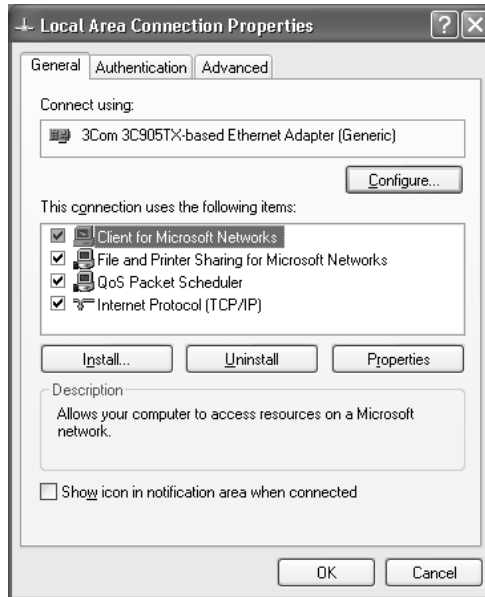 Local Area Connection Properties
General Authentication Advanced
Connect using:
3Com 3C905TX-based Ethernet Adapter (Generic)
Configure...
This connection uses the following items:
Client for Microsoft Networks
File and Printer Sharing for Microsoft Networks
QoS Packet Scheduler
Internet Protocol (TCP/IP)
Install... Uninstall Properties
Description
Allows your computer to access resources on a Microsoft
network.
Show icon in notification area when connected
OK Cancel